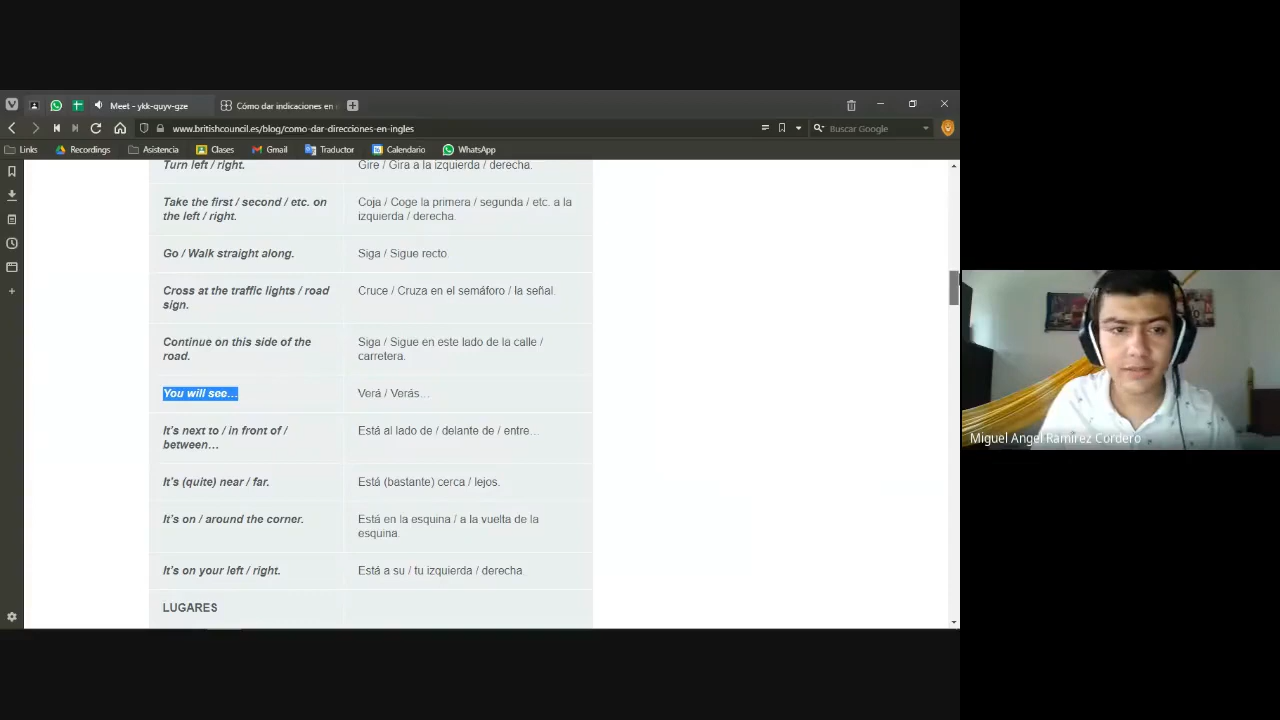 Meet - ykk-quyv-gze
Cómo dar indicaciones en
www.britishcouncil.es/blog/como-dar-direcciones-en-ingles
Buscar Google
Links
Recordings
Asistencia
Clases
Gmail
Traductor
Calendario
WhatsApp
Turn left / right.
Gire / Gira a la izquierda / derecha.
Take the first / second / etc. on
the left / right.
Coja / Coge la primera / segunda / etc. a la
izquierda / derecha.
Go / Walk straight along.
Siga / Sigue recto.
Cross at the traffic lights / road
sign.
Cruce / Cruza en el semáforo / la señal.
Continue on this side of the
road.
Siga / Sigue en este lado de la calle /
carretera.
You will see...
Verá / Verás...
It's next to / in front of /
between...
Está al lado de / delante de / entre...
It's (quite) near / far.
Está (bastante) cerca / lejos.
It's on / around the corner.
Está en la esquina / a la vuelta de la
esquina.
It's on your left / right.
Está a su / tu izquierda / derecha.
LUGARES
Miguel Angel Ramirez Cordero